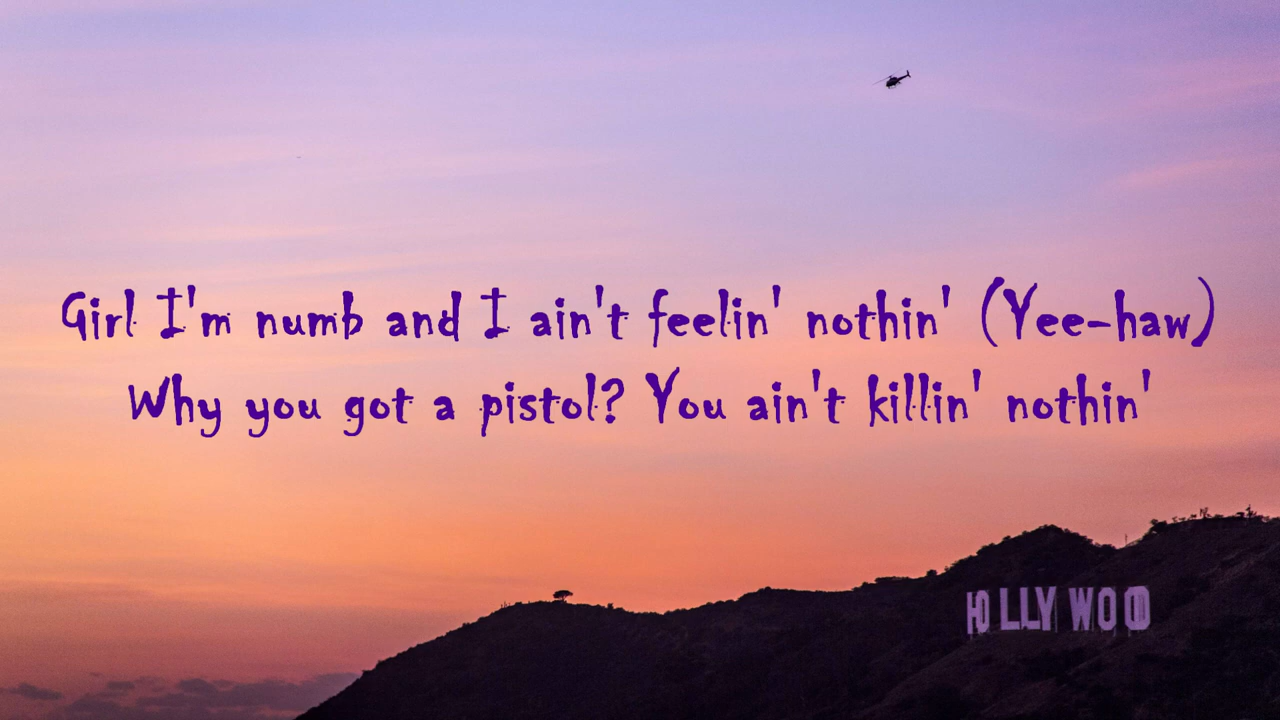 Girl I'm numb and I ain't feelin' nothin' (Yee-haw)
Why you got a pistol? You ain't killin' nothin'
HOLLYWOOD